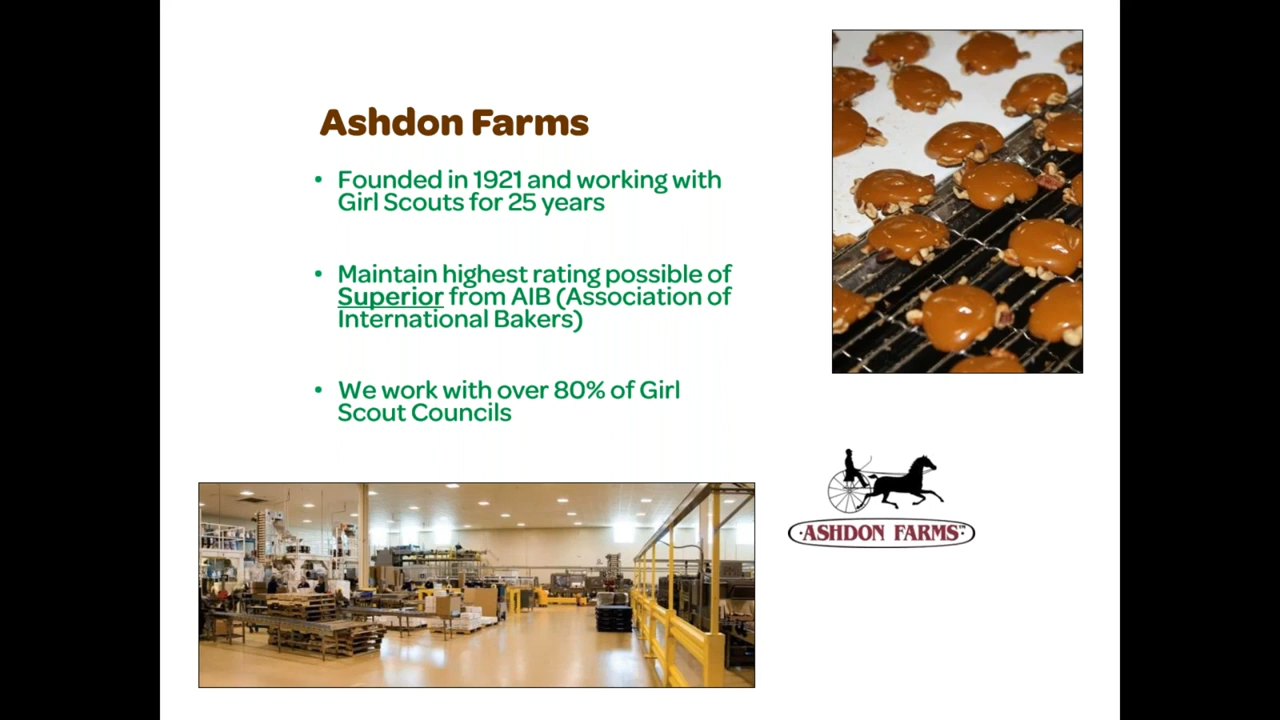 Ashdon Farms
• Founded in 1921 and working with
Girl Scouts for 25 years
• Maintain highest rating possible of
Superior from AIB (Association of
International Bakers)
• We work with over 80% of Girl
Scout Councils
·ASHDON FARMS™·